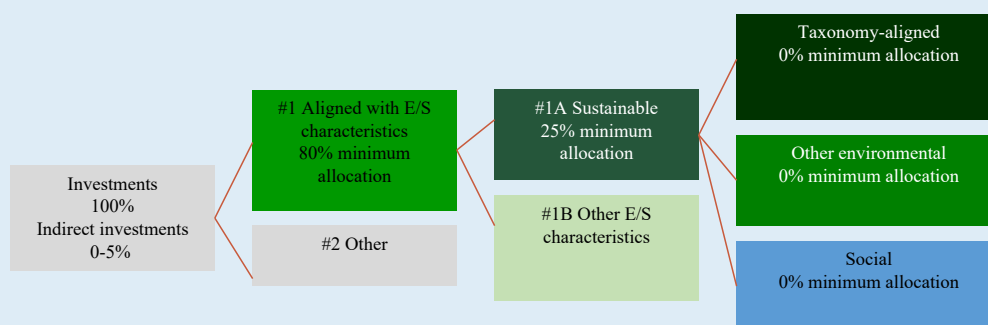 Investments
100%
Indirect investments
0-5%
#1 Aligned with E/S
characteristics
80% minimum
allocation
#2 Other
#1A Sustainable
25% minimum
allocation
#1B Other E/S
characteristics
Taxonomy-aligned
0% minimum allocation
Other environmental
0% minimum allocation
Social
0% minimum allocation